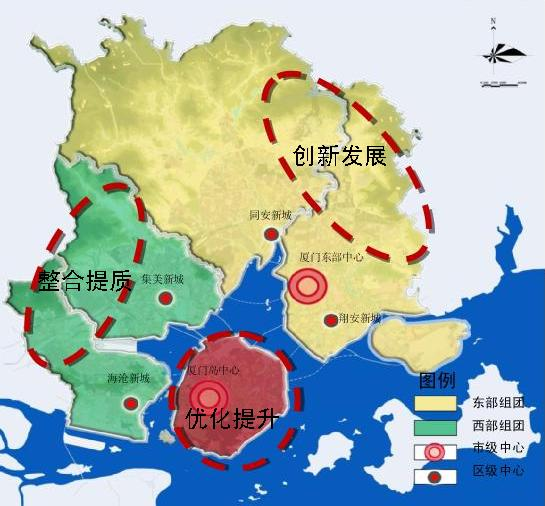 N
创新发展
同安新城
厦门东部中心
整合提质
集美新城
翔安新城
厦门岛中心
海沧新城
优化提升
图例
东部组团
西部组团
市级中心
区级中心